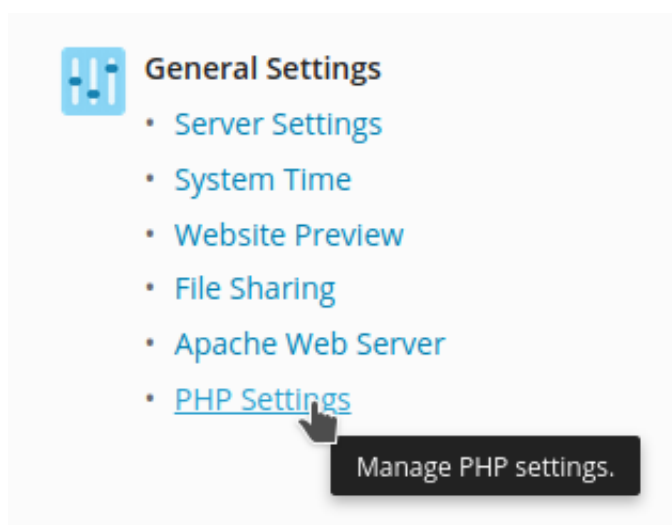 General Settings
• Server Settings
• System Time
• Website Preview
• File Sharing
• Apache Web Server
• PHP Settings
Manage PHP settings.